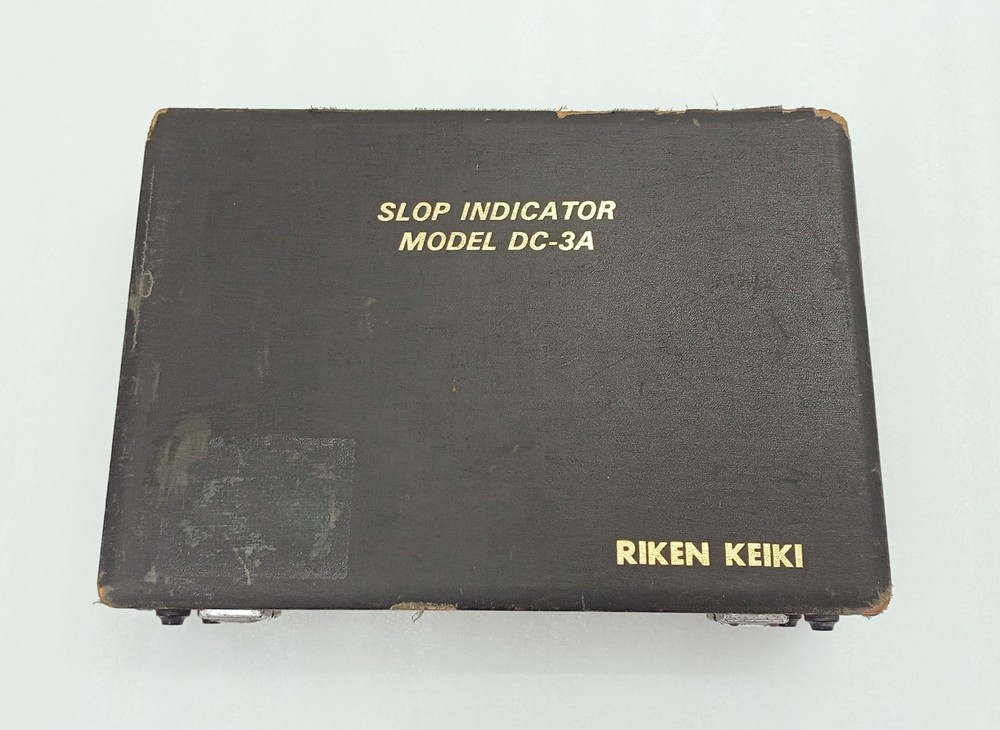 SLOP INDICATOR
MODEL DC-3A
RIKEN KEIKI